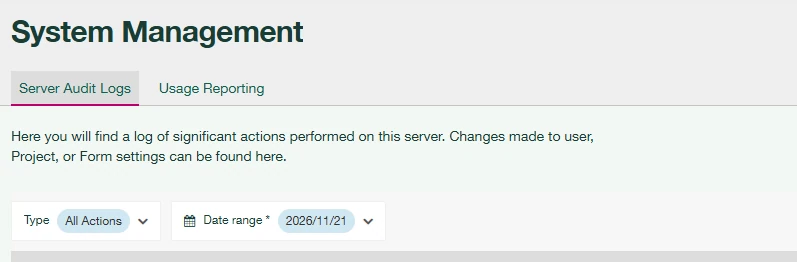 System Management
Server Audit Logs Usage Reporting
Here you will find a log of significant actions performed on this server. Changes made to user,
Project, or Form settings can be found here.
Type All Actions Date range * 2026/11/21